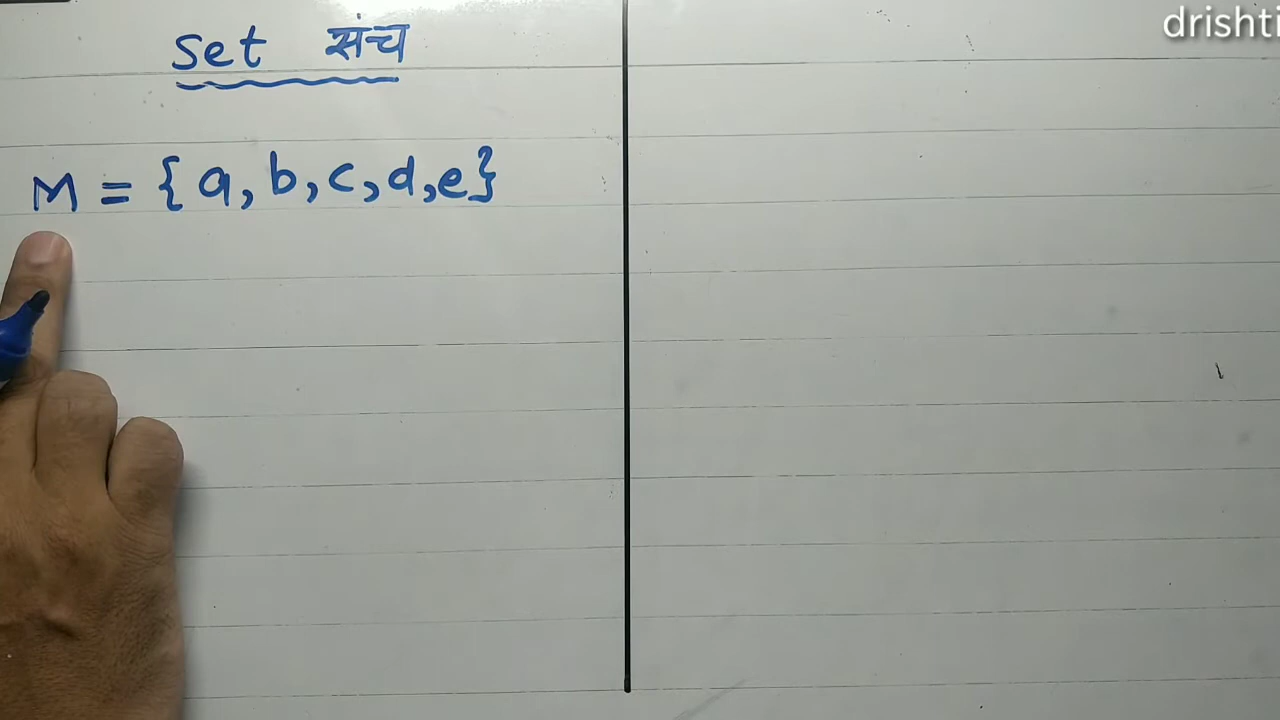 Set संच
drishti
M = { a, b, c, d, e }